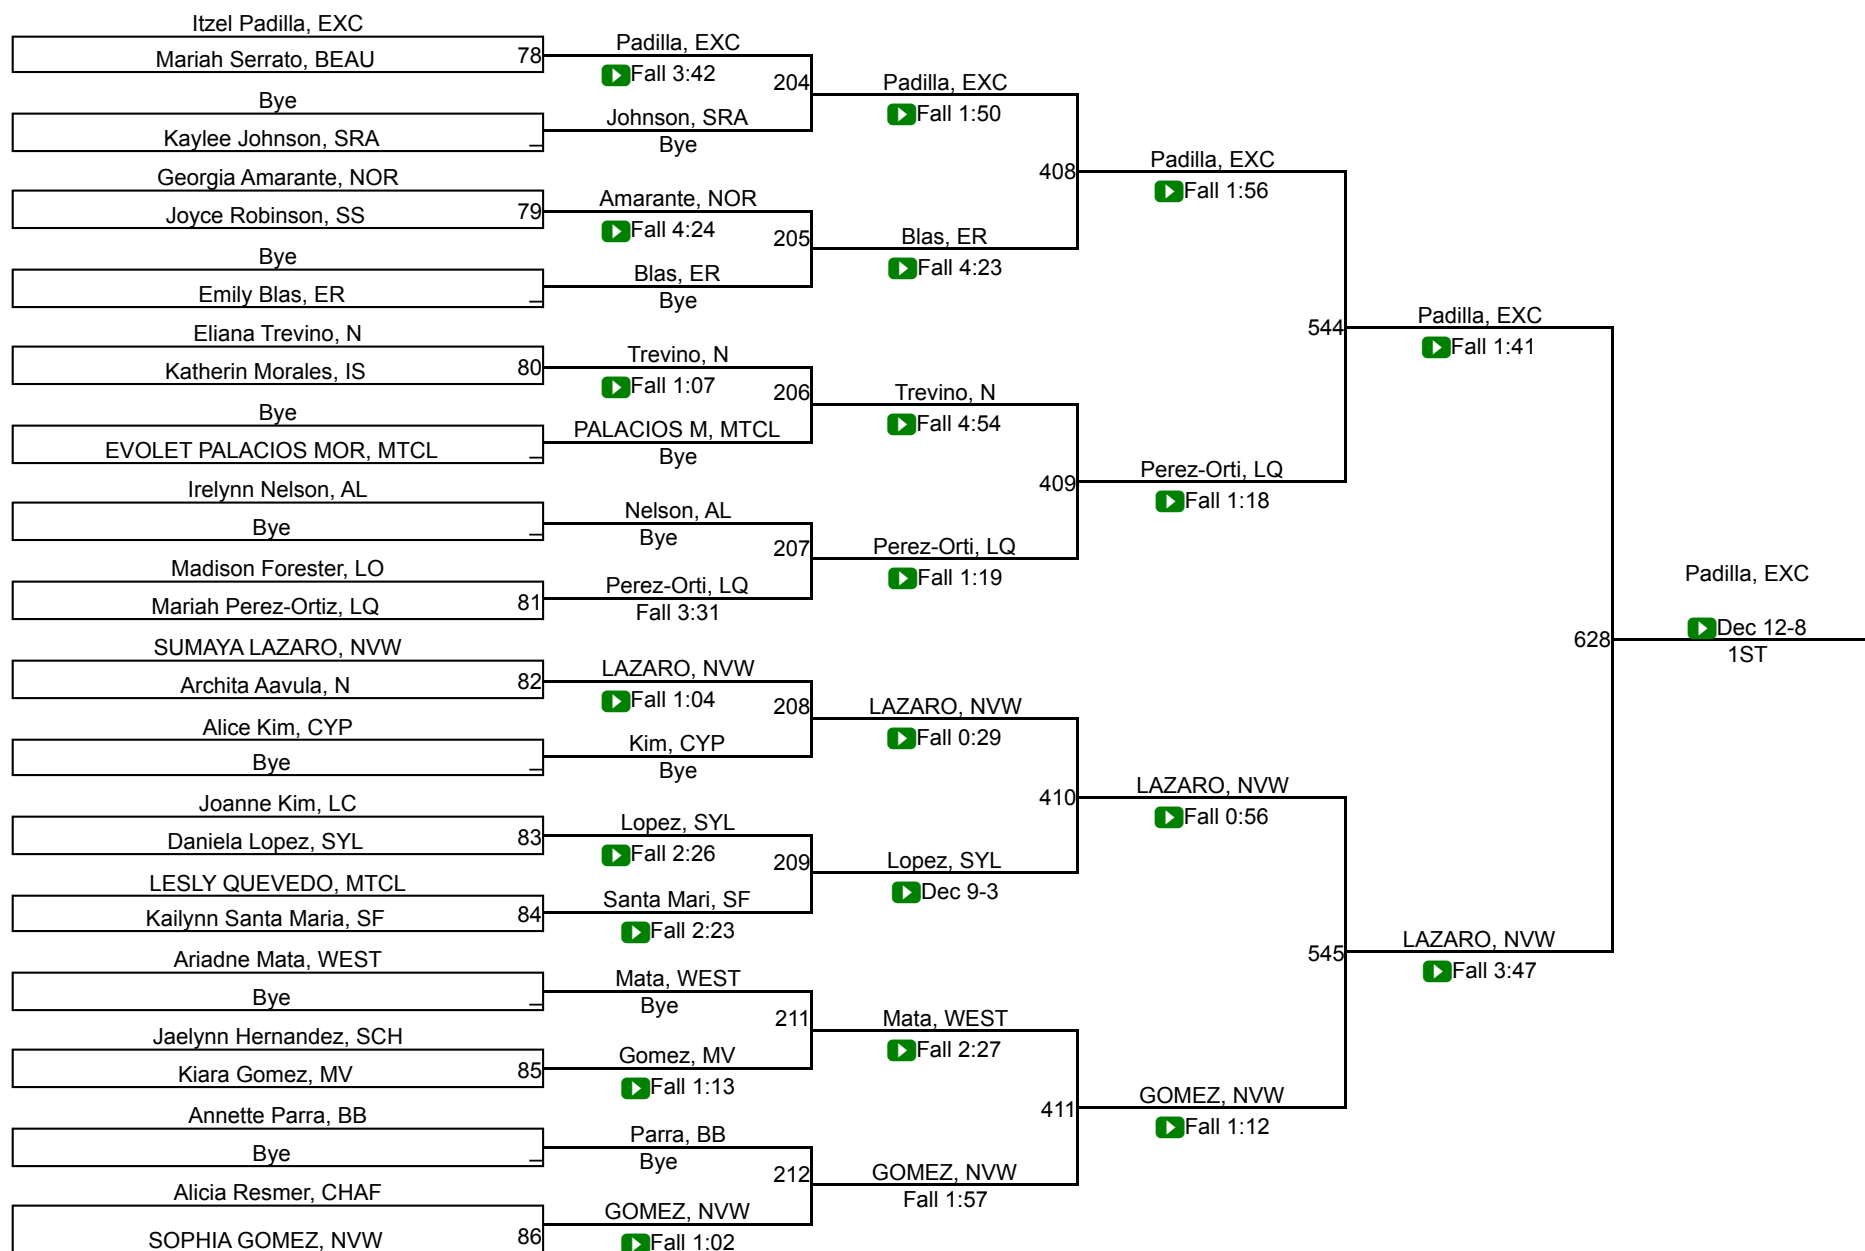 Itzel Padilla, EXC
Mariah Serrato, BEAU
78
Bye
Kaylee Johnson, SRA
_
Georgia Amarante, NOR
Joyce Robinson, SS
79
Bye
Emily Blas, ER
_
Eliana Trevino, N
Katherin Morales, IS
80
Bye
EVOLET PALACIOS MOR, MTCL
_
Irelynn Nelson, AL
Bye
_
Madison Forester, LO
Mariah Perez-Ortiz, LQ
81
SUMAYA LAZARO, NVW
Archita Aavula, N
82
Alice Kim, CYP
Bye
_
Joanne Kim, LC
Daniela Lopez, SYL
83
LESLY QUEVEDO, MTCL
Kailynn Santa Maria, SF
84
Ariadne Mata, WEST
Bye
_
Jaelynn Hernandez, SCH
Kiara Gomez, MV
85
Annette Parra, BB
Bye
_
Alicia Resmer, CHAF
SOPHIA GOMEZ, NVW
86
Padilla, EXC
Fall 3:42
204
Johnson, SRA
Bye
Amarante, NOR
Fall 4:24
205
Blas, ER
Bye
Trevino, N
Fall 1:07
206
PALACIOS M, MTCL
Bye
Nelson, AL
Bye
207
Perez-Orti, LQ
Fall 3:31
LAZARO, NVW
Fall 1:04
208
Kim, CYP
Bye
Lopez, SYL
Fall 2:26
209
Santa Mari, SF
Fall 2:23
Mata, WEST
Bye
211
Gomez, MV
Fall 1:13
Parra, BB
Bye
212
GOMEZ, NVW
Fall 1:02
Padilla, EXC
Fall 1:50
408
Blas, ER
Fall 4:23
Trevino, N
Fall 4:54
409
Perez-Orti, LQ
Fall 1:19
LAZARO, NVW
Fall 0:29
410
Lopez, SYL
Dec 9-3
Mata, WEST
Fall 2:27
411
GOMEZ, NVW
Fall 1:57
Padilla, EXC
Fall 1:56
544
Perez-Orti, LQ
Fall 1:18
LAZARO, NVW
Fall 0:56
545
GOMEZ, NVW
Fall 1:12
Padilla, EXC
Fall 1:41
628
LAZARO, NVW
Fall 3:47
Padilla, EXC
Dec 12-8
1ST